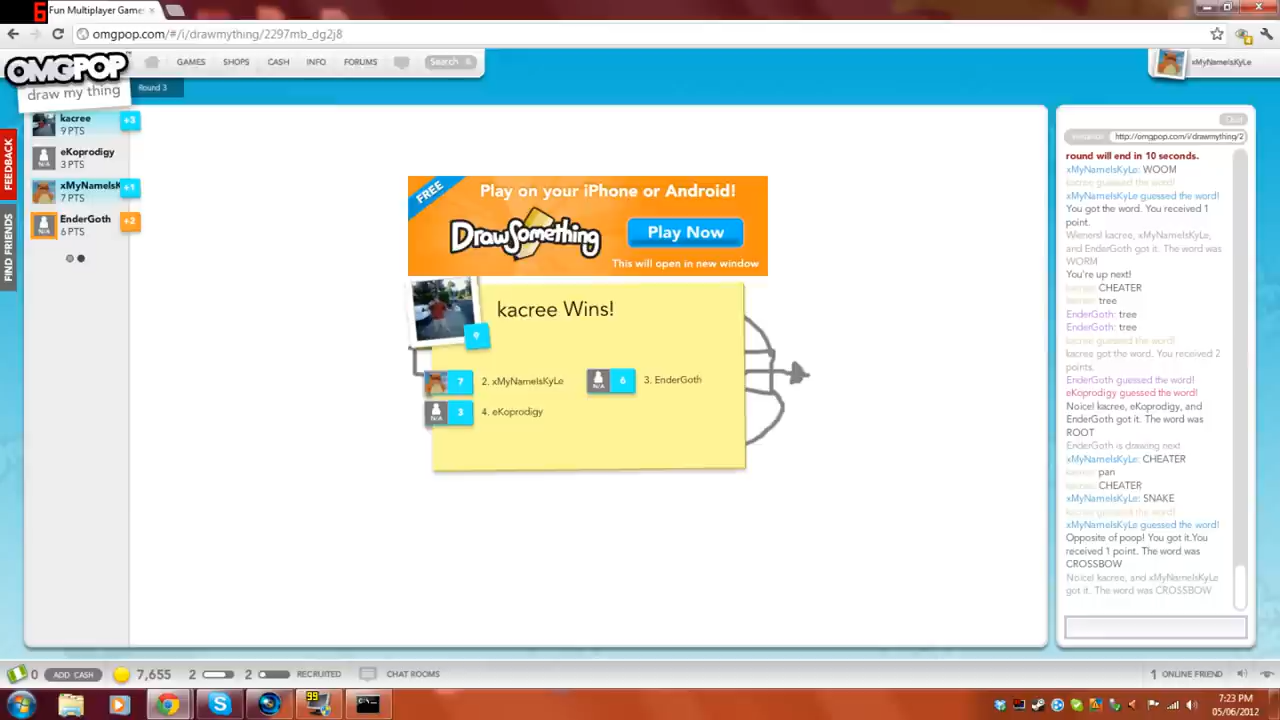 6
Fun Multiplayer Game
omgpop.com/#/i/drawmything/2297mb_dg2j8
OMGPOP
draw my thing
GAMES SHOPS CASH INFO FORUMS Search
xMyNameIsKyLe
Round 3
FEEDBACK
FIND FRIENDS
kacree
9 PTS
+3
eKoprodigy
3 PTS
N/A
xMyNameIsK
7 PTS
+1
EnderGoth
6 PTS
+2
N/A
FREE
Play on your iPhone or Android!
DrawSomething
Play Now
This will open in new window
kacree Wins!
9
7 2. xMyNameIsKyLe
N/A 6 3. EnderGoth
N/A 3 4. eKoprodigy
Chat
http://omgpop.com/i/drawmything/2
round will end in 10 seconds.
xMyNameIsKyLe: WOOM
kacree guessed the word!
xMyNameIsKyLe guessed the word!
You got the word. You received 1
point.
Wieners! kacree, xMyNameIsKyLe,
and EnderGoth got it. The word was
WORM
You're up next!
kacree: CHEATER
kacree: tree
EnderGoth: tree
EnderGoth: tree
kacree guessed the word!
kacree got the word. You received 2
points.
EnderGoth guessed the word!
eKoprodigy guessed the word!
Noice! kacree, eKoprodigy, and
EnderGoth got it. The word was
ROOT
EnderGoth is drawing next
xMyNameIsKyLe: CHEATER
kacree: pan
kacree: CHEATER
xMyNameIsKyLe: SNAKE
kacree guessed the word!
xMyNameIsKyLe guessed the word!
Opposite of poop! You got it.You
received 1 point. The word was
CROSSBOW
Noice! kacree, and xMyNameIsKyLe
got it. The word was CROSSBOW
0 ADD CASH 7,655 2 2 RECRUITED CHAT ROOMS 1 ONLINE FRIEND
99
7:23 PM
05/06/2012